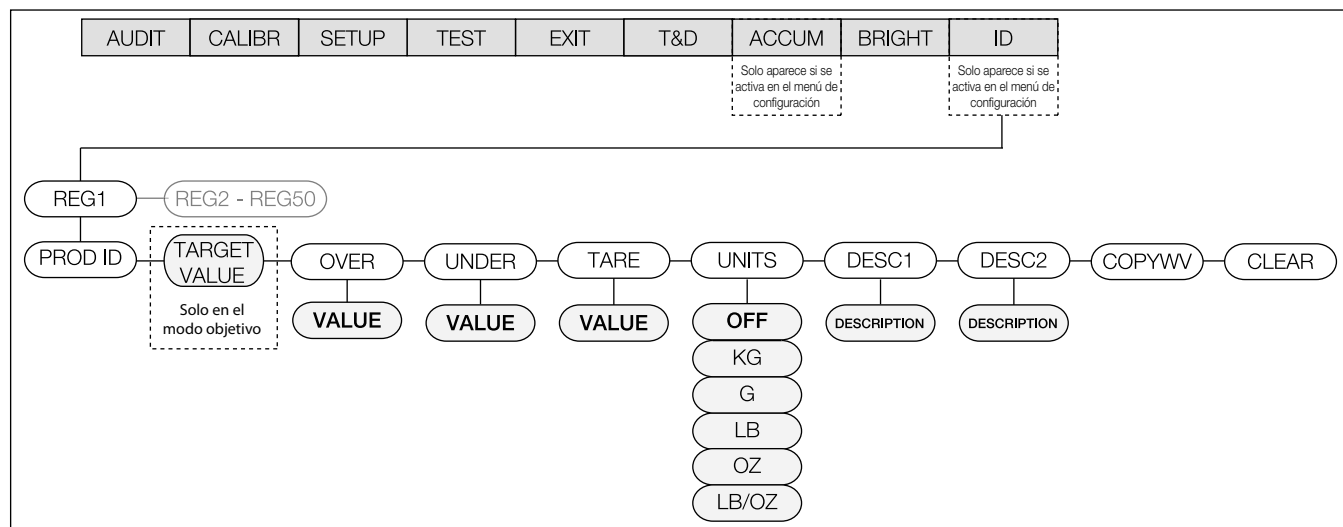 AUDIT CALIBR SETUP TEST EXIT T&D ACCUM BRIGHT ID
Solo aparece si se
activa en el menú de
configuración
Solo aparece si se
activa en el menú de
configuración
REG1 REG2 - REG50
PROD ID TARGET
VALUE OVER UNDER TARE UNITS DESC1 DESC2 COPYWV CLEAR
Solo en el
modo objetivo
VALUE VALUE VALUE OFF DESCRIPTION DESCRIPTION
KG
G
LB
OZ
LB/OZ